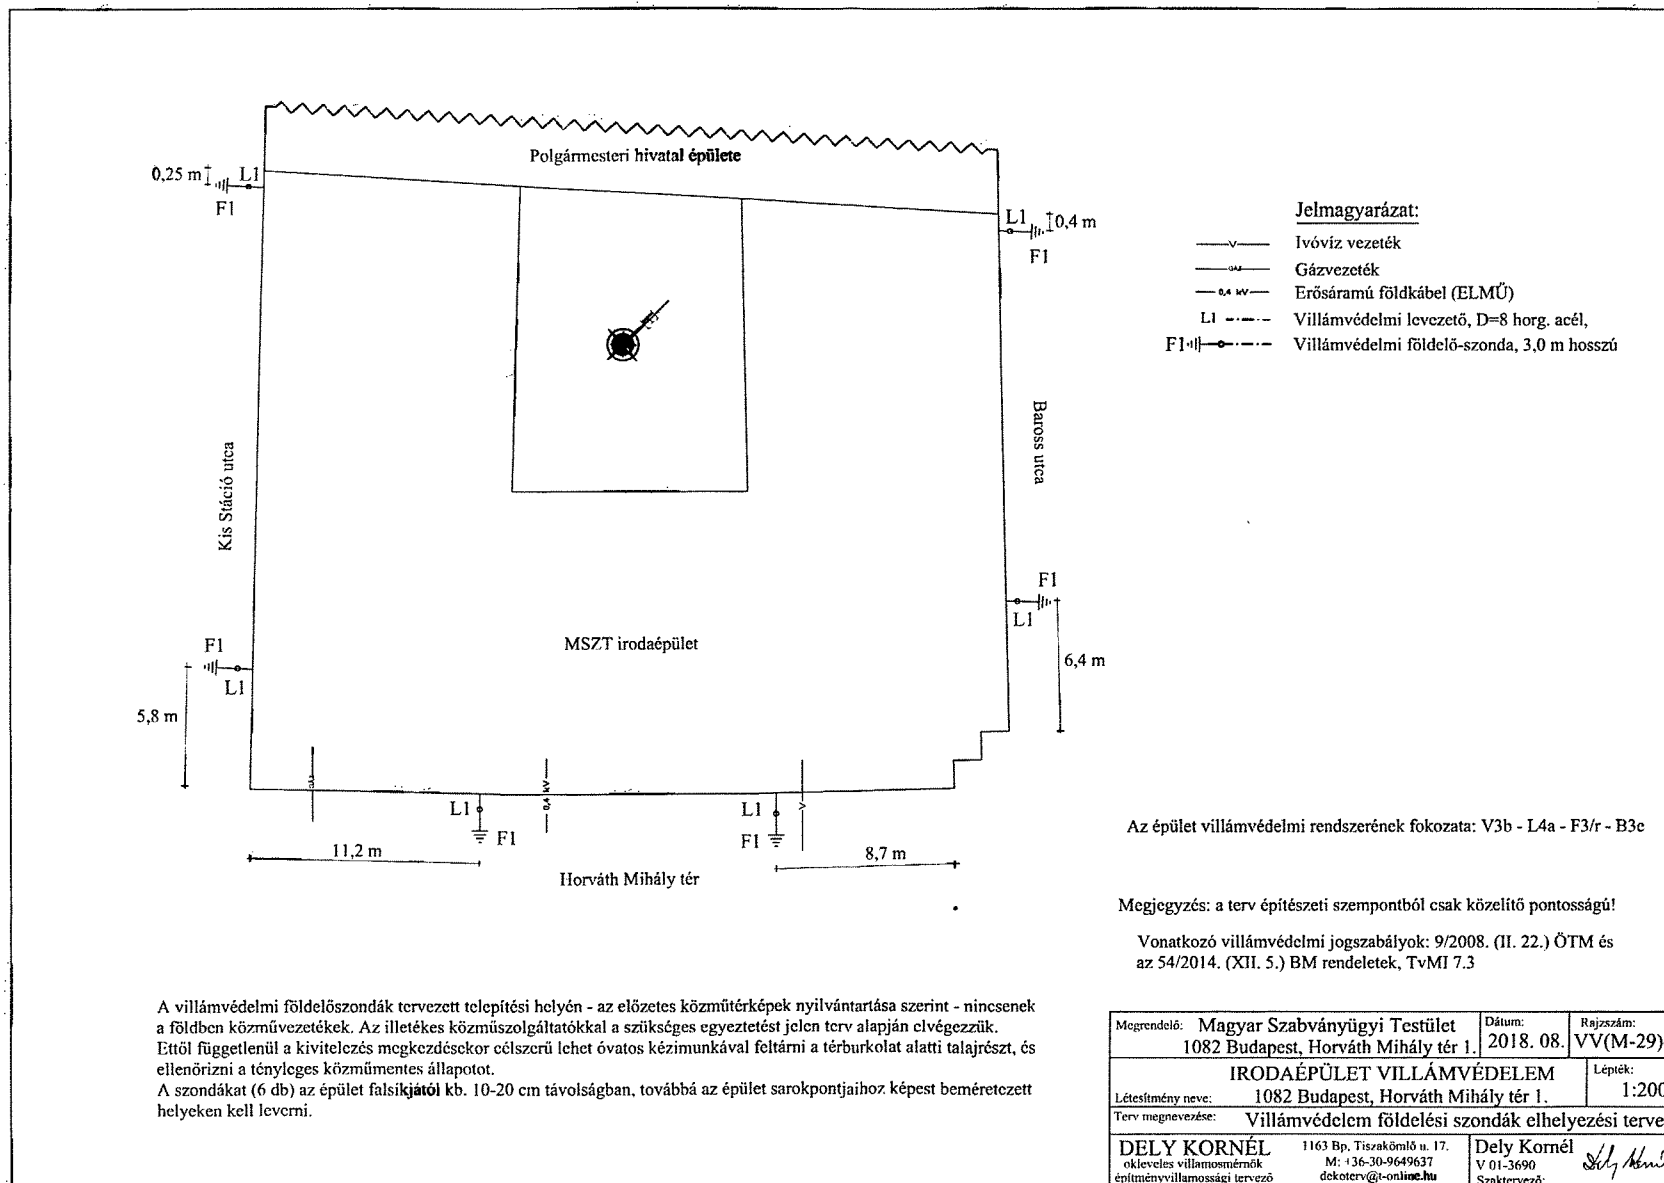 Polgármesteri hivatal épülete
0,25 m
L1
F1
L1
0,4 m
F1
Jelmagyarázat:
V Ivóvíz vezeték
GÁZ Gázvezeték
0,4 kV Erősáramú földkábel (ELMŰ)
L1 Villámvédelmi levezető, D=8 horg. acél,
F1 Villámvédelmi földelő-szonda, 3,0 m hosszú
Kis Stáció utca
Baross utca
F1
L1
6,4 m
MSZT irodaépület
F1
L1
5,8 m
GÁZ
0,4 kV
V
L1
F1
L1
F1
11,2 m
8,7 m
Horváth Mihály tér
Az épület villámvédelmi rendszerének fokozata: V3b - L4a - F3/r - B3c
Megjegyzés: a terv építészeti szempontból csak közelítő pontosságú!
Vonatkozó villámvédelmi jogszabályok: 9/2008. (II. 22.) ÖTM és
az 54/2014. (XII. 5.) BM rendeletek, TvMI 7.3
A villámvédelmi földelőszondák tervezett telepítési helyén - az előzetes közműtérképek nyilvántartása szerint - nincsenek
a földben közművezetékek. Az illetékes közműszolgáltatókkal a szükséges egyeztetést jelen terv alapján elvégezzük.
Ettől függetlenül a kivitelezés megkezdésekor célszerű lehet óvatos kézimunkával feltárni a térburkolat alatti talajrészt, és
ellenőrizni a tényleges közműmentes állapotot.
A szondákat (6 db) az épület falsíkjától kb. 10-20 cm távolságban, továbbá az épület sarokpontjaihoz képest beméretezett
helyeken kell leverni.
Megrendelő: Magyar Szabványügyi Testület
1082 Budapest, Horváth Mihály tér 1.
Dátum:
2018. 08.
Rajzszám:
VV(M-29)
IRODAÉPÜLET VILLÁMVÉDELEM
Létesítmény neve: 1082 Budapest, Horváth Mihály tér 1.
Lépték:
1:200
Terv megnevezése: Villámvédelem földelési szondák elhelyezési terve
DELY KORNÉL
okleveles villamosmérnök
építményvillamossági tervező
1163 Bp. Tiszakömlő u. 17.
M: +36-30-9649637
dekoterv@t-online.hu
Dely Kornél
V 01-3690
Szaktervező: